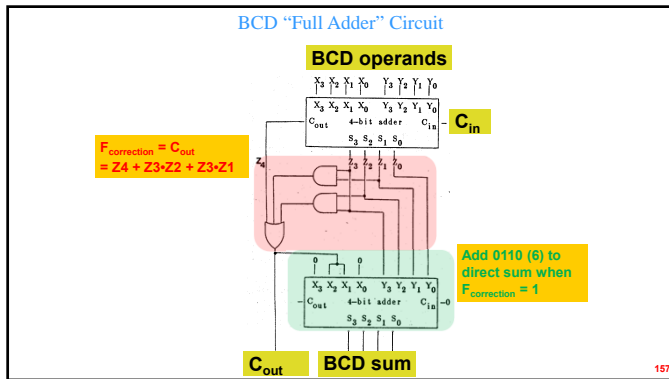 BCD “Full Adder” Circuit
BCD operands
X3 X2 X1 X0 Y3 Y2 Y1 Y0
X3 X2 X1 X0 Y3 Y2 Y1 Y0
Cout 4-bit adder Cin
Cin
S3 S2 S1 S0
Fcorrection = Cout
= Z4 + Z3•Z2 + Z3•Z1
Z4
Z3 Z2 Z1 Z0
0 0
Add 0110 (6) to
direct sum when
Fcorrection = 1
X3 X2 X1 X0 Y3 Y2 Y1 Y0
Cout 4-bit adder Cin 0
S3 S2 S1 S0
Cout
BCD sum
157